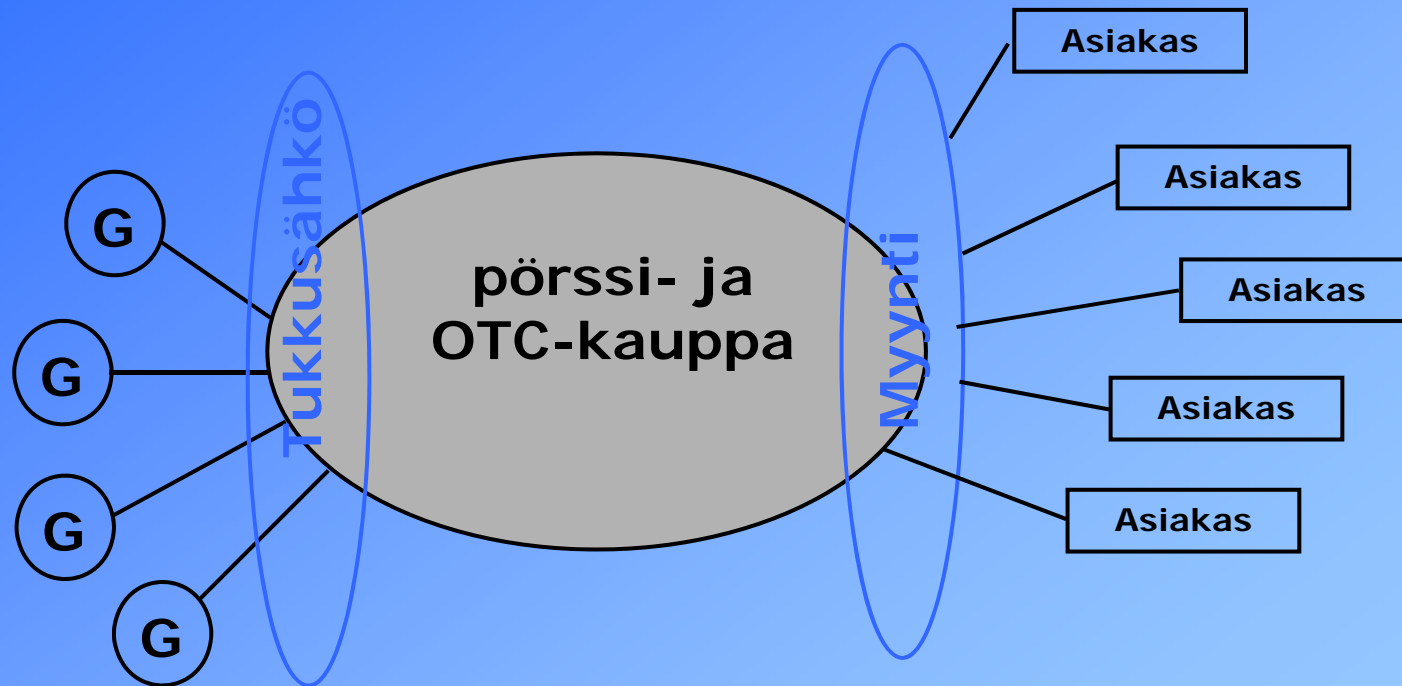 G
G
G
G
Tukkusähkö
pörssi- ja
OTC-kauppa
Myynti
Asiakas
Asiakas
Asiakas
Asiakas
Asiakas